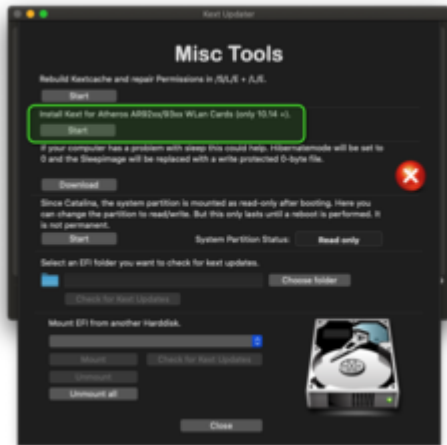 Kext Updater
Misc Tools
Rebuild Kextcache and repair Permissions in /S/L/E + /L/E.
Start
Install Kext for Atheros AR92xx/93xx WLan Cards (only 10.14 +).
Start
If your computer has a problem with sleep this could help. Hibernatemode will be set to
0 and the Sleepimage will be replaced with a write protected 0-byte file.
Download
Since Catalina, the system partition is mounted as read-only after booting. Here you
can change the partition to read/write. But this only lasts until a reboot is performed. It
is not permanent.
Start
System Partition Status:
Read only
Select an EFI folder you want to check for kext updates.
Choose folder
Check for Kext Updates
Mount EFI from another Harddisk.
Mount
Check for Kext Updates
Unmount
Unmount all
Close